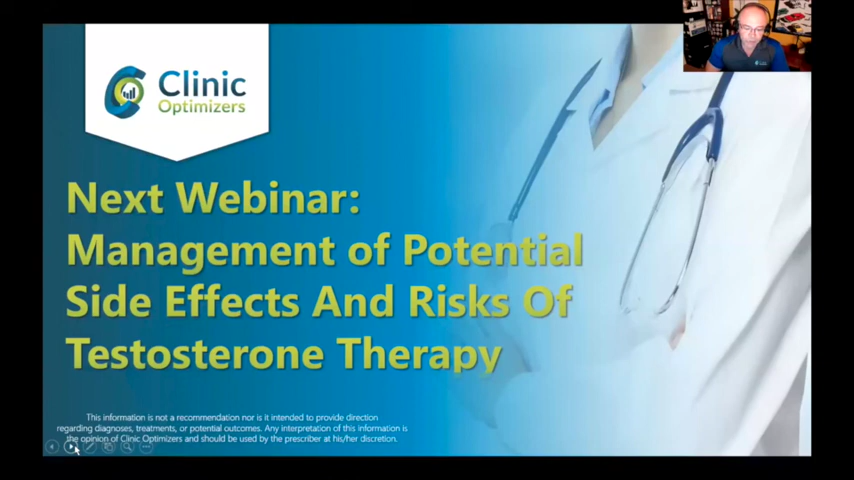 Clinic
Optimizers
Next Webinar:
Management of Potential
Side Effects And Risks Of
Testosterone Therapy
This information is not a recommendation nor is it intended to provide direction
regarding diagnoses, treatments, or potential outcomes. Any interpretation of this information is
the opinion of Clinic Optimizers and should be used by the prescriber at his/her discretion.